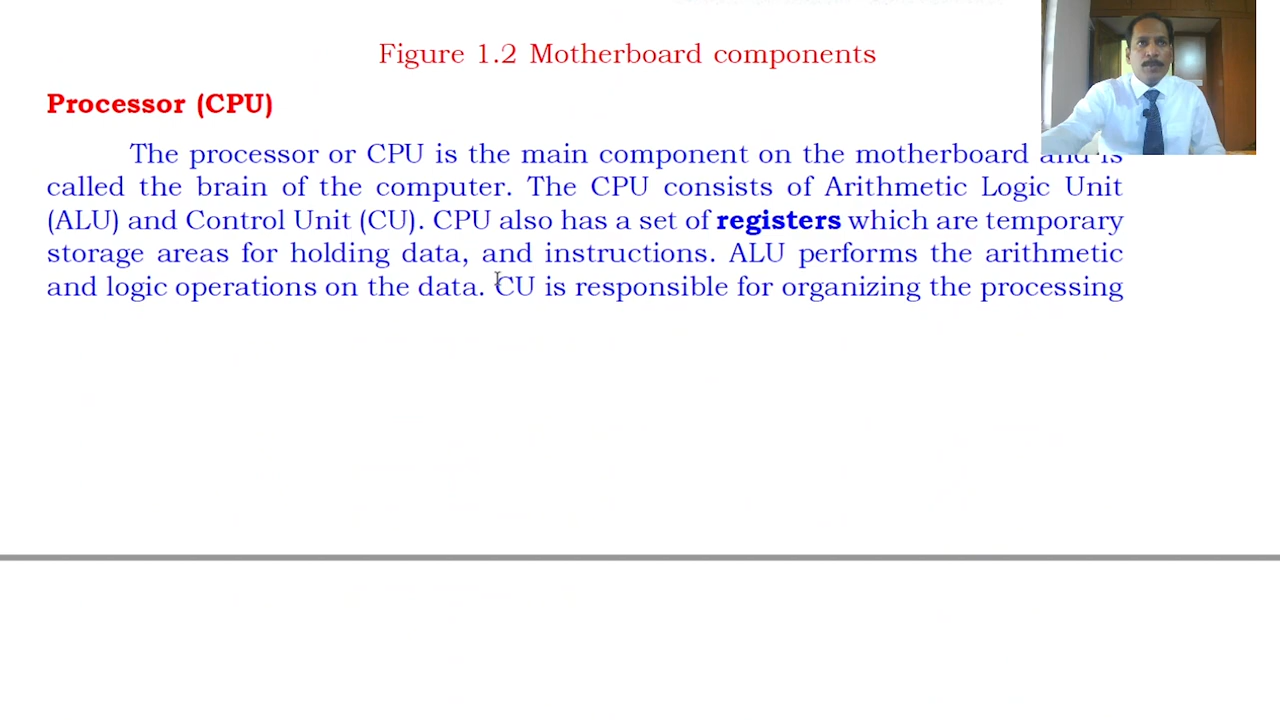 Figure 1.2 Motherboard components
Processor (CPU)
The processor or CPU is the main component on the motherboard and is
called the brain of the computer. The CPU consists of Arithmetic Logic Unit
(ALU) and Control Unit (CU). CPU also has a set of registers which are temporary
storage areas for holding data, and instructions. ALU performs the arithmetic
and logic operations on the data. CU is responsible for organizing the processing